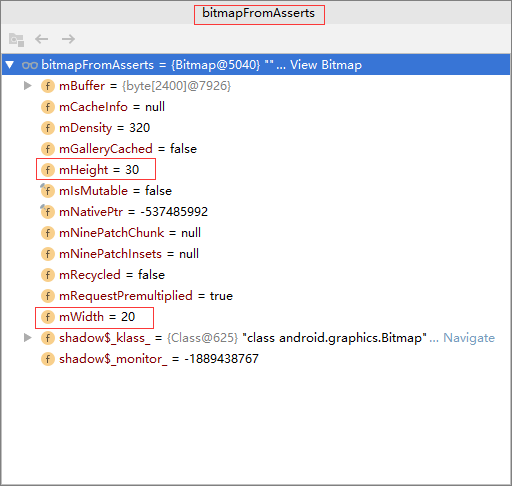 bitmapFromAsserts
bitmapFromAsserts = {Bitmap@5040} "" ... View Bitmap
f mBuffer = {byte[2400]@7926}
f mCacheInfo = null
f mDensity = 320
f mGalleryCached = false
f mHeight = 30
f mIsMutable = false
f mNativePtr = -537485992
f mNinePatchChunk = null
f mNinePatchInsets = null
f mRecycled = false
f mRequestPremultiplied = true
f mWidth = 20
f shadow$_klass_ = {Class@625} "class android.graphics.Bitmap" ... Navigate
f shadow$_monitor_ = -1889438767